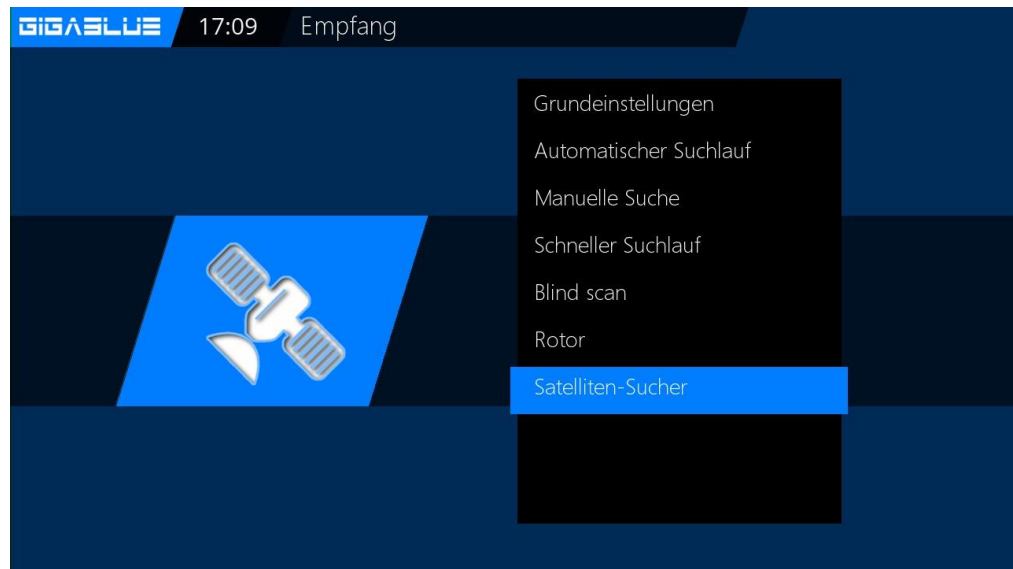 GIGABLUE 17:09 Empfang
Grundeinstellungen
Automatischer Suchlauf
Manuelle Suche
Schneller Suchlauf
Blind scan
Rotor
Satelliten-Sucher